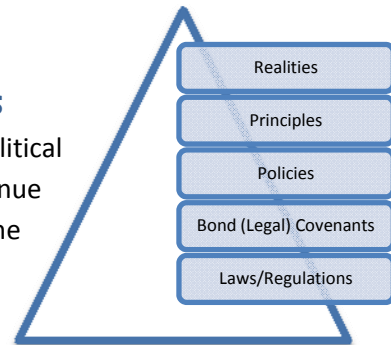 Realities
Principles
Policies
Bond (Legal) Covenants
Laws/Regulations